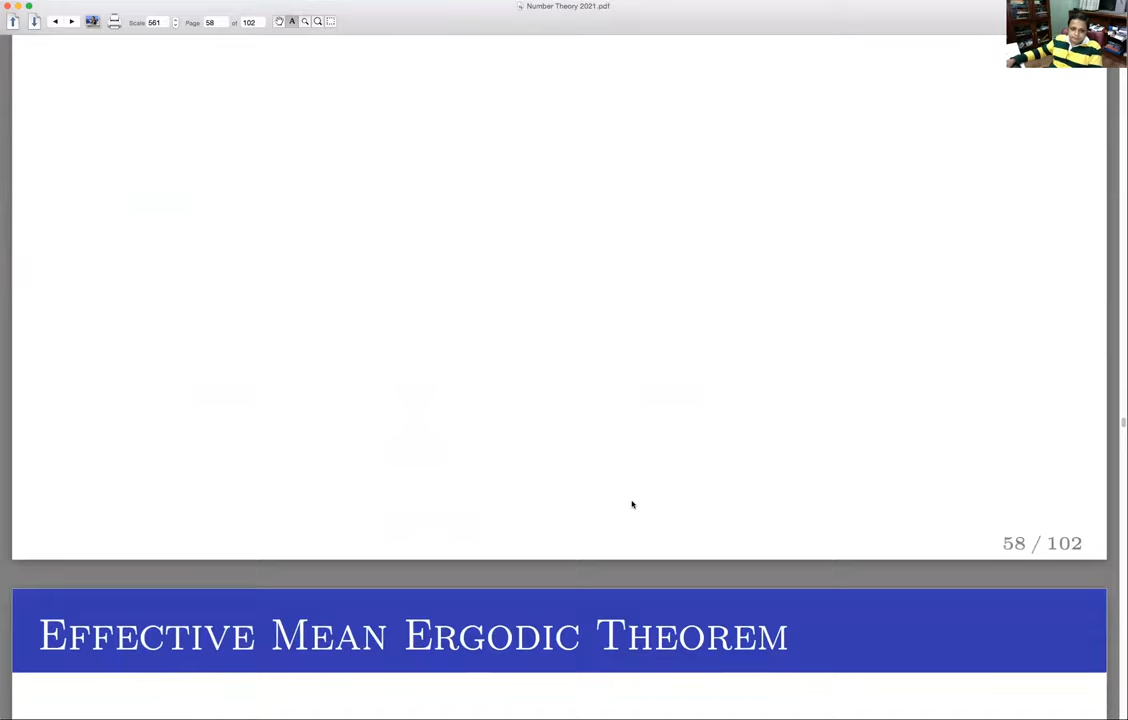 Number Theory 2021.pdf
Scale 561 Page 58 of 102 A
58 / 102
EFFECTIVE MEAN ERGODIC THEOREM